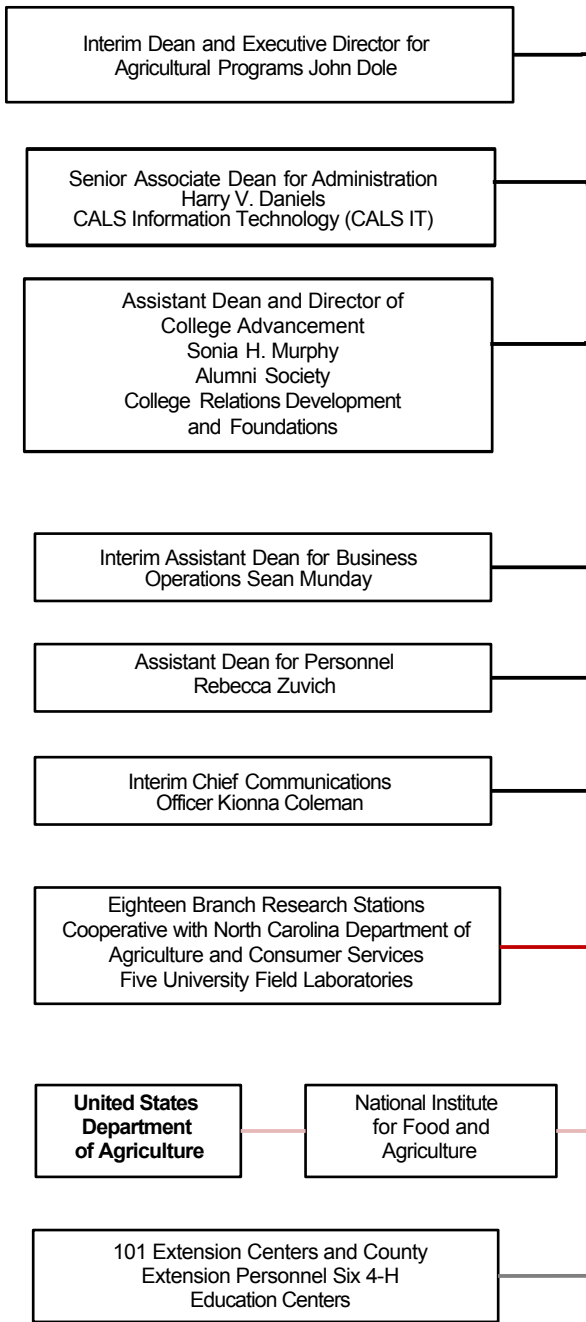 Interim Dean and Executive Director for
Agricultural Programs John Dole
Senior Associate Dean for Administration
Harry V. Daniels
CALS Information Technology (CALS IT)
Assistant Dean and Director of
College Advancement
Sonia H. Murphy
Alumni Society
College Relations Development
and Foundations
Interim Assistant Dean for Business
Operations Sean Munday
Assistant Dean for Personnel
Rebecca Zuvich
Interim Chief Communications
Officer Kionna Coleman
Eighteen Branch Research Stations
Cooperative with North Carolina Department of
Agriculture and Consumer Services
Five University Field Laboratories
United States
Department
of Agriculture
National Institute
for Food and
Agriculture
101 Extension Centers and County
Extension Personnel Six 4-H
Education Centers